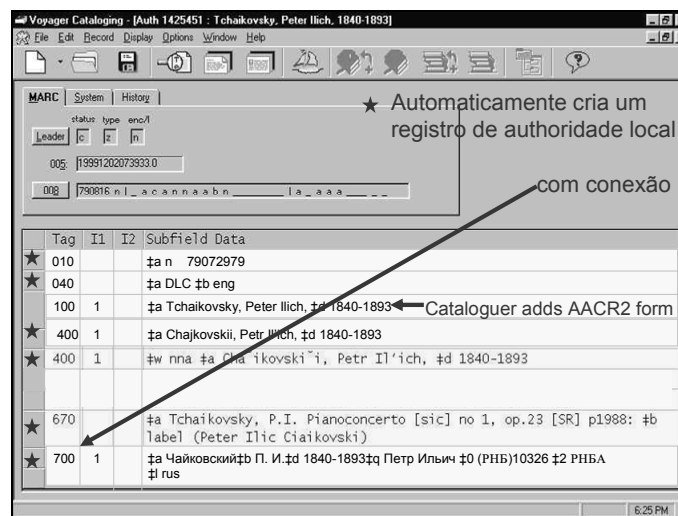 Voyager Cataloging - [Auth 1425451 : Tchaikovsky, Peter Ilich, 1840-1893]
File Edit Record Display Options Window Help
MARC System History
★ Automaticamente cria um
registro de authoridade local
status type enc/l
Leader c z n
005: 19991202073933.0
008 790816 n l _ a c a n n a a b n _______ l a _ a a a ___ _ _
com conexão
Tag I1 I2 Subfield Data
★ 010 ‡a n 79072979
★ 040 ‡a DLC ‡b eng
100 1 ‡a Tchaikovsky, Peter Ilich, ‡d 1840-1893 Cataloguer adds AACR2 form
★ 400 1 ‡a Chajkovskii, Petr Ilich, ‡d 1840-1893
★ 400 1 ‡w nna ‡a Cha˘ikovski˘i, Petr Il′ich, ‡d 1840-1893
★ 670 ‡a Tchaikovsky, P.I. Pianoconcerto [sic] no 1, op.23 [SR] p1988: ‡b
label (Peter Ilic Ciaikovski)
★ 700 1 ‡a Чайковский‡b П. И.‡d 1840-1893‡q Петр Ильич ‡0 (РНБ)10326 ‡2 РНБА
‡l rus
6:25 PM